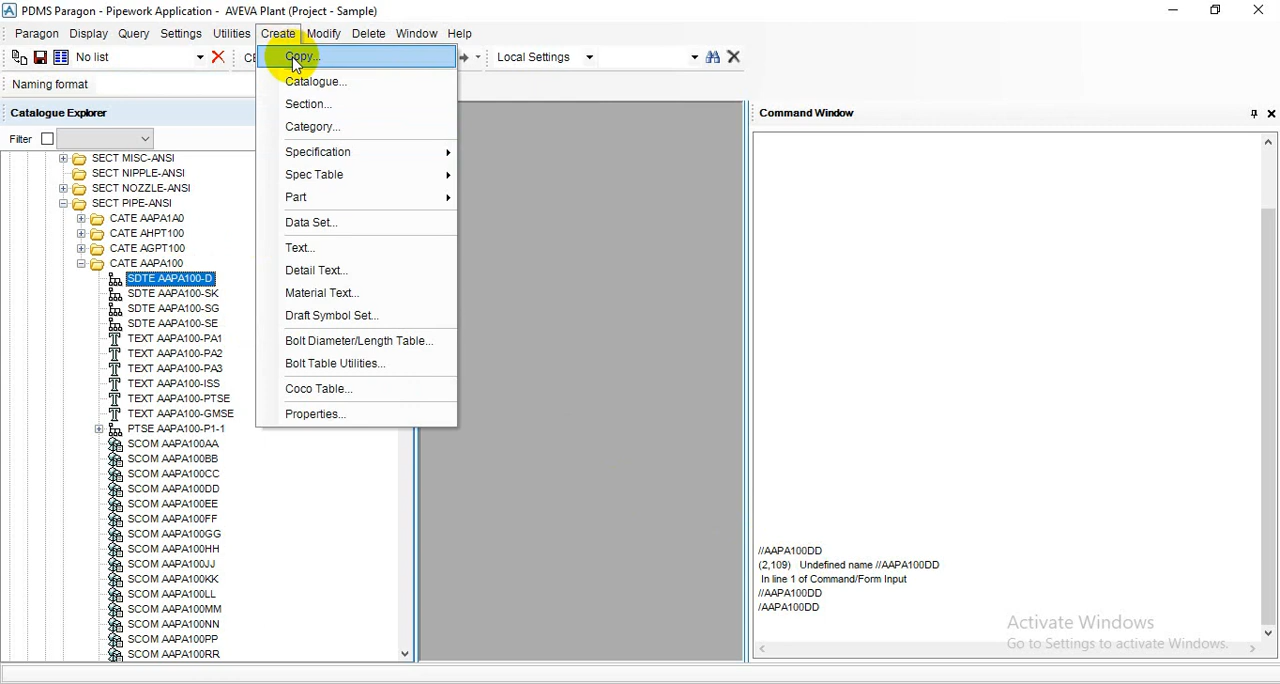 PDMS Paragon - Pipework Application - AVEVA Plant (Project - Sample)
Paragon Display Query Settings Utilities Create Modify Delete Window Help
No list
Local Settings
Naming format
Catalogue Explorer
Filter
SECT MISC-ANSI
SECT NIPPLE-ANSI
SECT NOZZLE-ANSI
SECT PIPE-ANSI
CATE AAPA1A0
CATE AHPT100
CATE AGPT100
CATE AAPA100
SDTE AAPA100-D
SDTE AAPA100-SK
SDTE AAPA100-SG
SDTE AAPA100-SE
TEXT AAPA100-PA1
TEXT AAPA100-PA2
TEXT AAPA100-PA3
TEXT AAPA100-ISS
TEXT AAPA100-PTSE
TEXT AAPA100-GMSE
PTSE AAPA100-P1-1
SCOM AAPA100AA
SCOM AAPA100BB
SCOM AAPA100CC
SCOM AAPA100DD
SCOM AAPA100EE
SCOM AAPA100FF
SCOM AAPA100GG
SCOM AAPA100HH
SCOM AAPA100JJ
SCOM AAPA100KK
SCOM AAPA100LL
SCOM AAPA100MM
SCOM AAPA100NN
SCOM AAPA100PP
SCOM AAPA100RR
Copy...
Catalogue...
Section...
Category...
Specification
Spec Table
Part
Data Set...
Text...
Detail Text...
Material Text...
Draft Symbol Set...
Bolt Diameter/Length Table...
Bolt Table Utilities...
Coco Table...
Properties...
Command Window
//AAPA100DD
(2,109) Undefined name //AAPA100DD
In line 1 of Command/Form Input
//AAPA100DD
/AAPA100DD
Activate Windows
Go to Settings to activate Windows.